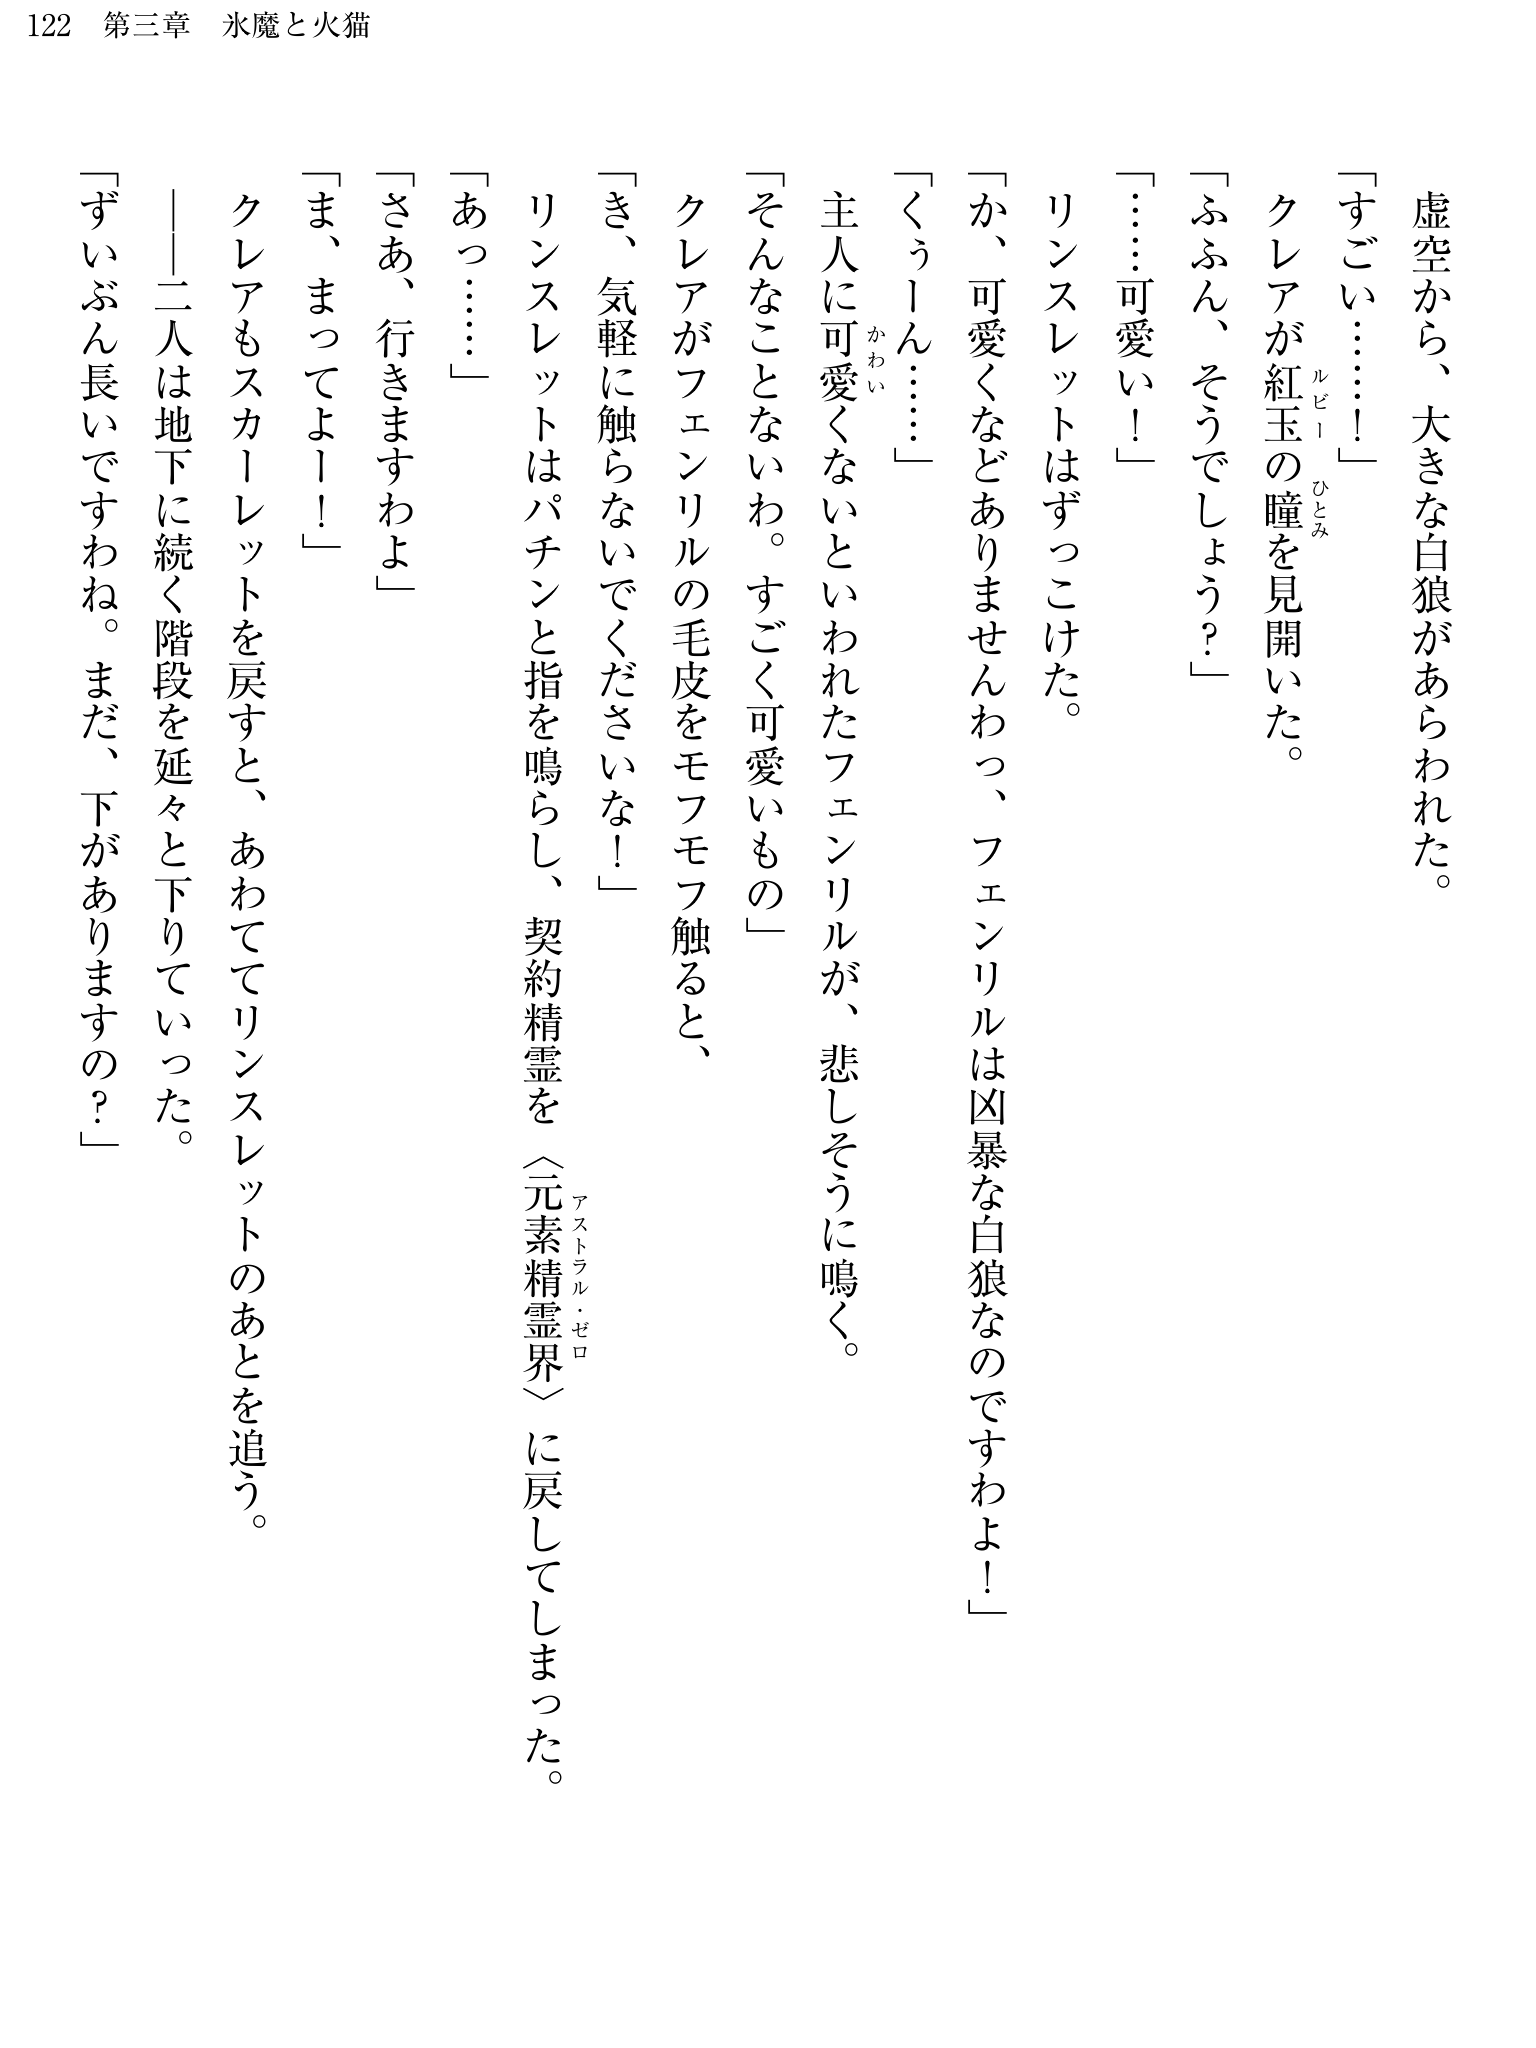 122　第三章　氷魔と火猫
　虚空から、大きな白狼があらわれた。
「すごい……！」
　クレアが紅玉の瞳を見開いた。
ルビー
ひとみ
「ふふん、そうでしょう？」
「……可愛い！」
　リンスレットはずっこけた。
「か、可愛くなどありませんわっ、フェンリルは凶暴な白狼なのですわよ！」
「くぅーん……」
　主人に可愛くないといわれたフェンリルが、悲しそうに鳴く。
かわい
「そんなことないわ。すごく可愛いもの」
　クレアがフェンリルの毛皮をモフモフ触ると、
「き、気軽に触らないでくださいな！」
　リンスレットはパチンと指を鳴らし、契約精霊を〈元素精霊界〉に戻してしまった。
アストラル・ゼロ
「あっ……」
「さあ、行きますわよ」
「ま、まってよー！」
　クレアもスカーレットを戻すと、あわててリンスレットのあとを追う。
　――二人は地下に続く階段を延々と下りていった。
「ずいぶん長いですわね。まだ、下がありますの？」